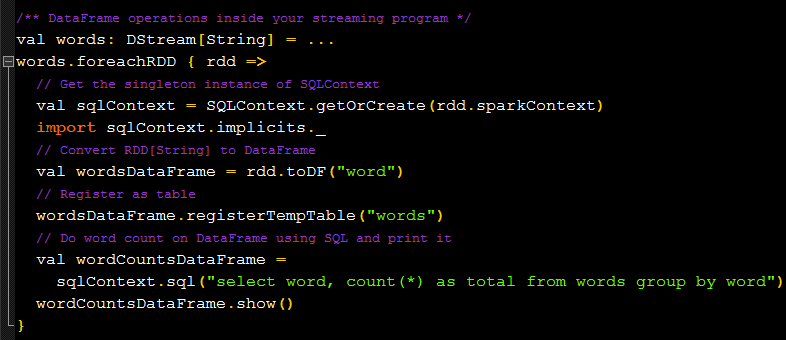 /** DataFrame operations inside your streaming program */
val words: DStream[String] = ...
words.foreachRDD { rdd =>
// Get the singleton instance of SQLContext
val sqlContext = SQLContext.getOrCreate(rdd.sparkContext)
import sqlContext.implicits._
// Convert RDD[String] to DataFrame
val wordsDataFrame = rdd.toDF("word")
// Register as table
wordsDataFrame.registerTempTable("words")
// Do word count on DataFrame using SQL and print it
val wordCountsDataFrame =
sqlContext.sql("select word, count(*) as total from words group by word")
wordCountsDataFrame.show()
}